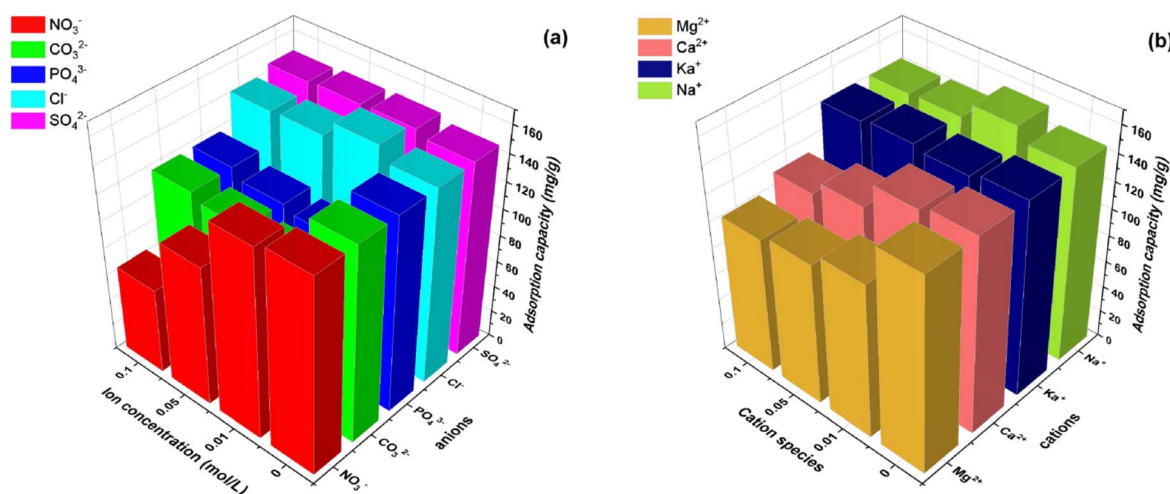 NO₃⁻
CO₃²⁻
PO₄³⁻
Cl⁻
SO₄²⁻
(a)
160
140
120
100
80
60
40
20
0
Adsorption capacity (mg/g)
0.1
0.05
0.01
0
Ion concentration (mol/L)
NO₃⁻
CO₃²⁻
PO₄³⁻
Cl⁻
SO₄²⁻
anions
Mg²⁺
Ca²⁺
Ka⁺
Na⁺
(b)
160
140
120
100
80
60
40
20
0
Adsorption capacity (mg/g)
0.1
0.05
0.01
0
Cation species
Mg²⁺
Ca²⁺
Ka⁺
Na⁺
cations